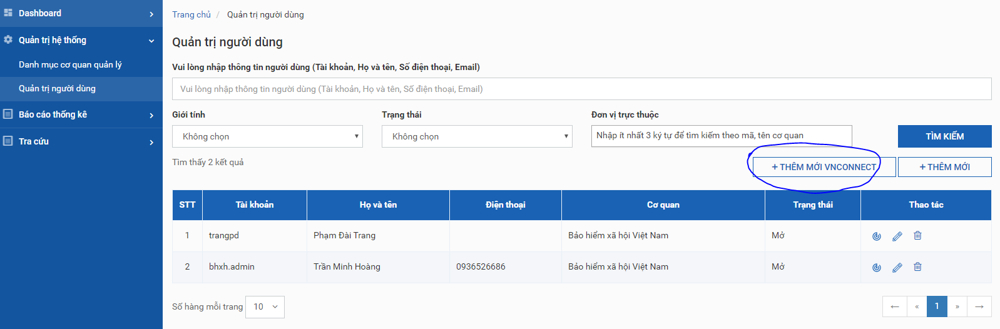 Dashboard
Quản trị hệ thống
Danh mục cơ quan quản lý
Quản trị người dùng
Báo cáo thống kê
Tra cứu
Trang chủ / Quản trị người dùng
Quản trị người dùng
Vui lòng nhập thông tin người dùng (Tài khoản, Họ và tên, Số điện thoại, Email)
Vui lòng nhập thông tin người dùng (Tài khoản, Họ và tên, Số điện thoại, Email)
Giới tính Trạng thái Đơn vị trực thuộc
Không chọn Không chọn Nhập ít nhất 3 ký tự để tìm kiếm theo mã, tên cơ quan TÌM KIẾM
Tìm thấy 2 kết quả + THÊM MỚI VNCONNECT + THÊM MỚI
STT Tài khoản Họ và tên Điện thoại Cơ quan Trạng thái Thao tác
1 trangpd Phạm Đài Trang Bảo hiểm xã hội Việt Nam Mở
2 bhxh.admin Trần Minh Hoàng 0936526686 Bảo hiểm xã hội Việt Nam Mở
Số hàng mỗi trang 10 ← « 1 » →